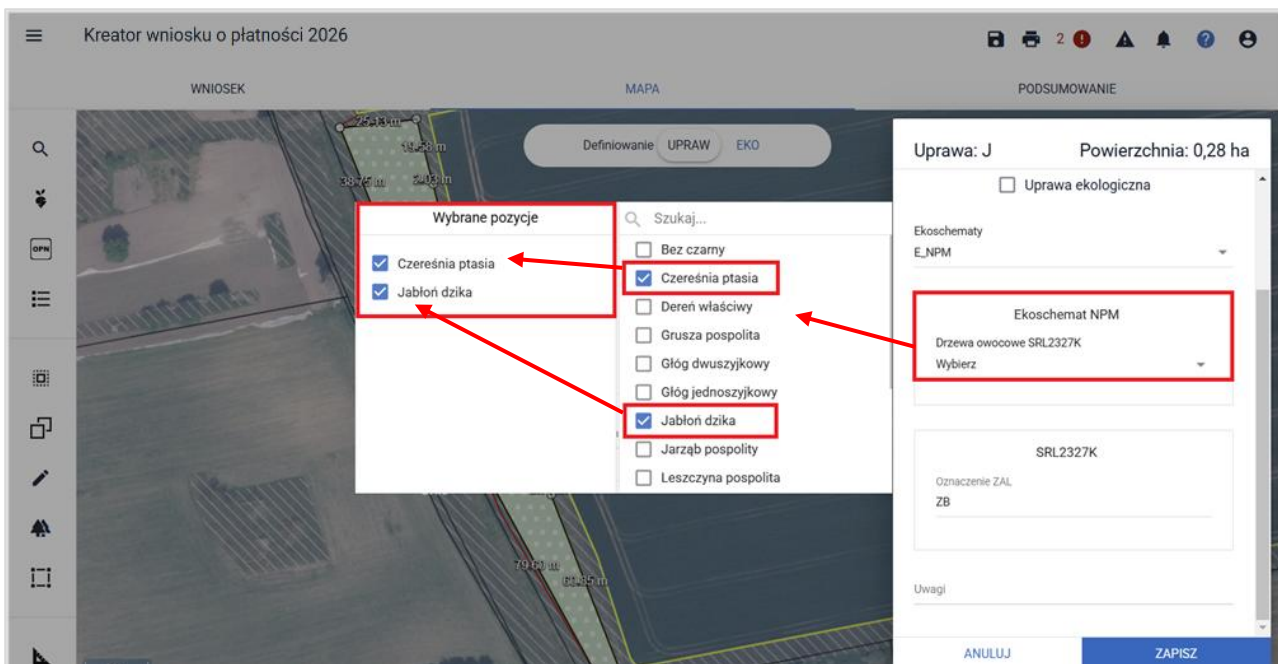 Kreator wniosku o płatności 2026
2
WNIOSEK
MAPA
PODSUMOWANIE
25.13 m
19.58 m
38.75 m
2.03 m
Definiowanie UPRAW EKO
OPN
Wybrane pozycje
Czereśnia ptasia
Jabłoń dzika
Szukaj...
Bez czarny
Czereśnia ptasia
Dereń właściwy
Grusza pospolita
Głóg dwuszyjkowy
Głóg jednoszyjkowy
Jabłoń dzika
Jarząb pospolity
Leszczyna pospolita
79.60 m
61.35 m
Uprawa: J Powierzchnia: 0,28 ha
Uprawa ekologiczna
Ekoschematy
E_NPM
Ekoschemat NPM
Drzewa owocowe SRL2327K
Wybierz
SRL2327K
Oznaczenie ZAL
ZB
Uwagi
ANULUJ ZAPISZ